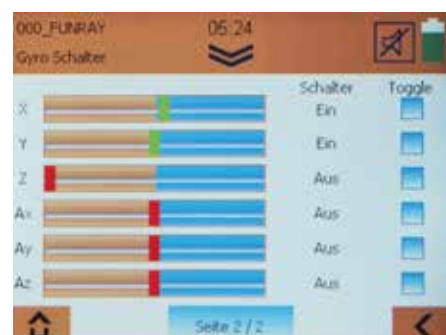 000_FUNRAY 05:24
Gyro Schalter
Schalter Toggle
X Ein
Y Ein
Z Aus
Ax Aus
Ay Aus
Az Aus
Seite 2 / 2